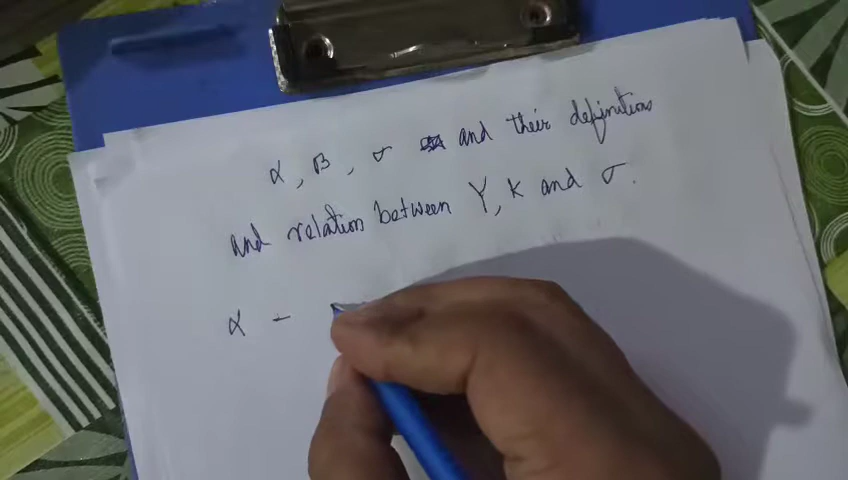 α, β, σ and their definitions
and relation between Y, K and σ.
α -